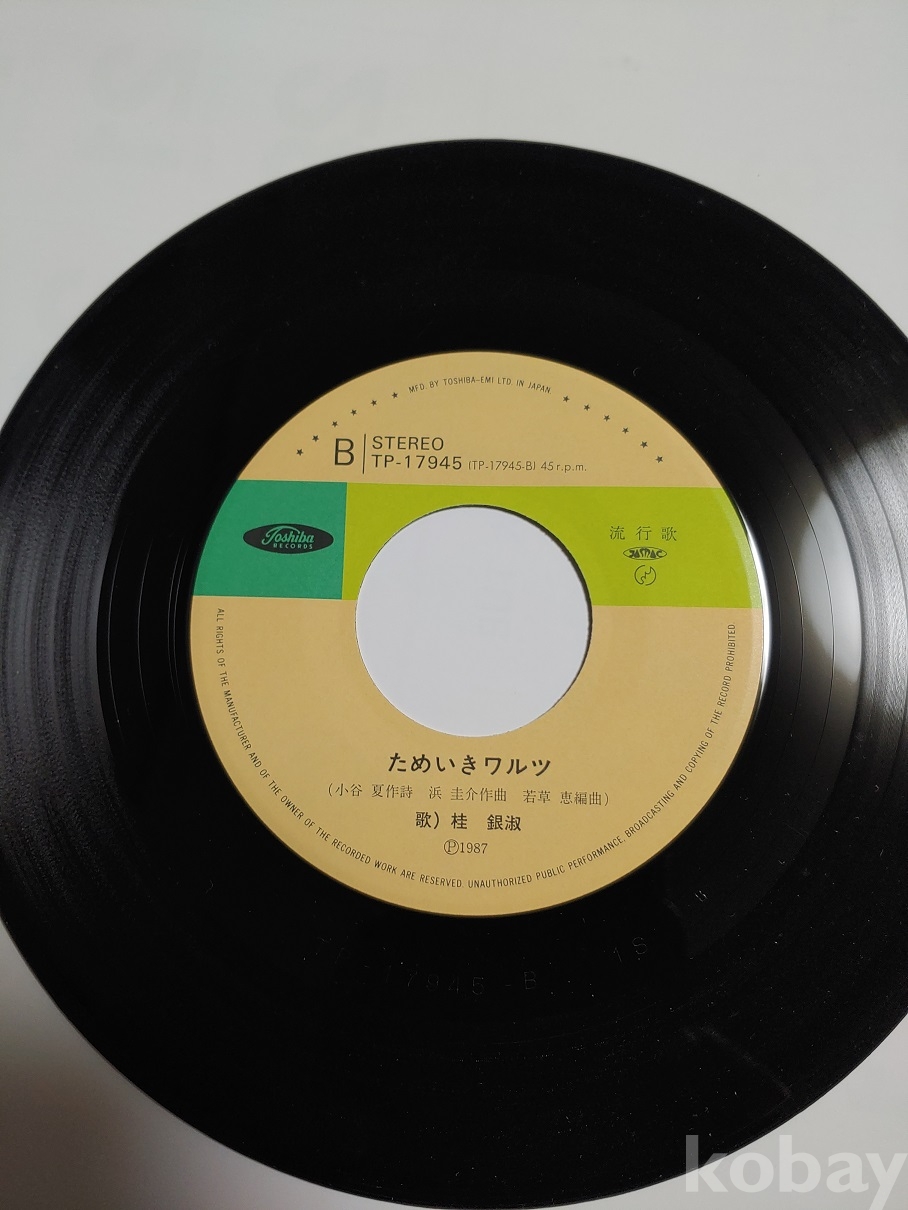 MFD. BY TOSHIBA-EMI LTD. IN JAPAN
B
STEREO
TP-17945 (TP-17945-B) 45 r.p.m.
Toshiba
RECORDS
流行歌
JASRAC
ためいきワルツ
(小谷 夏作詩 浜 圭介作曲 若草 恵編曲)
歌) 桂 銀淑
Ⓟ1987
ALL RIGHTS OF THE MANUFACTURER AND OF THE OWNER OF THE RECORDED WORK ARE RESERVED. UNAUTHORIZED PUBLIC PERFORMANCE, BROADCASTING AND COPYING OF THE RECORD PROHIBITED
17945-B 1S
B
kobay